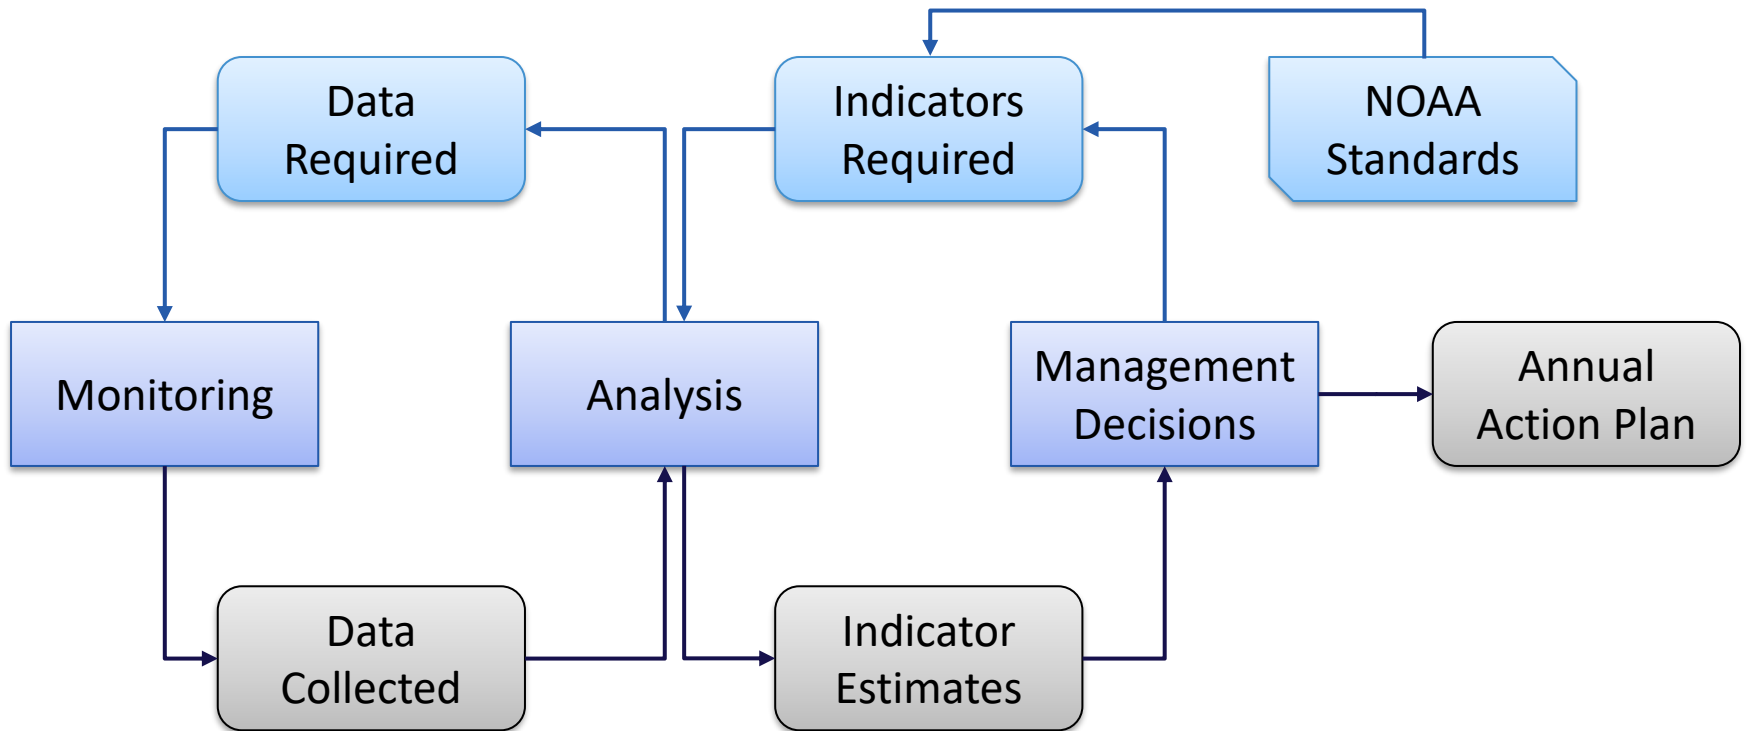 Data
Required
Indicators
Required
NOAA
Standards
Monitoring
Analysis
Management
Decisions
Annual
Action Plan
Data
Collected
Indicator
Estimates